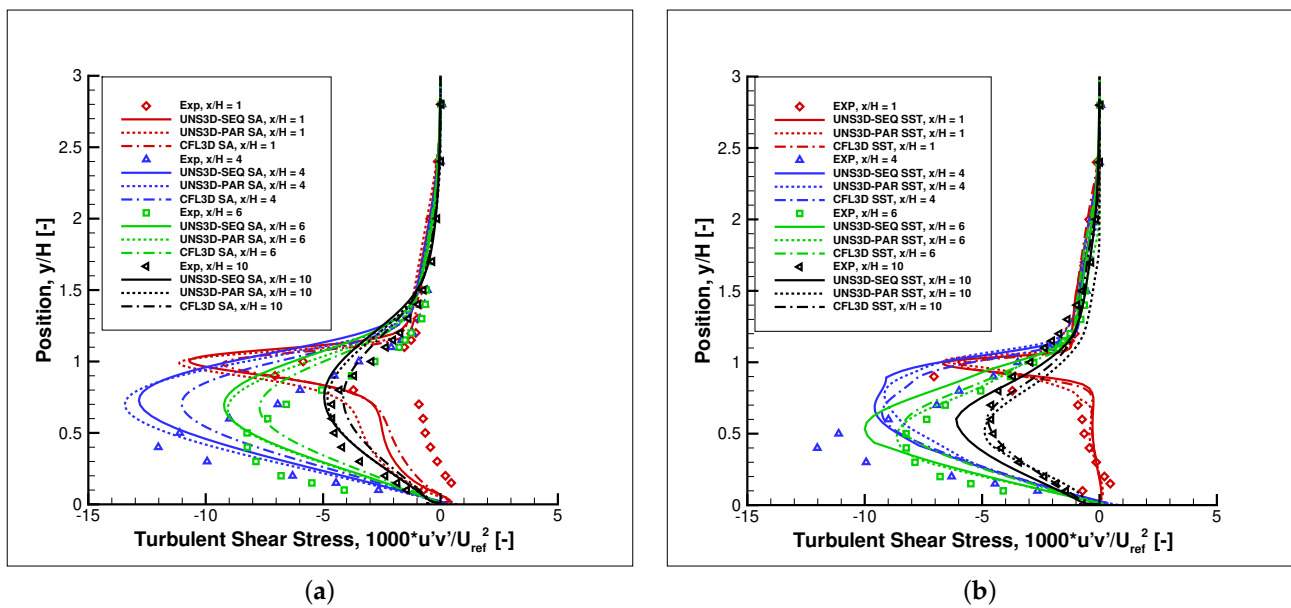 3
2.5
2
1.5
1
0.5
0
-15
-10
-5
0
5
Position, y/H [-]
Turbulent Shear Stress, 1000*u'v'/U_ref^2 [-]
Exp, x/H = 1
UNS3D-SEQ SA, x/H = 1
UNS3D-PAR SA, x/H = 1
CFL3D SA, x/H = 1
Exp, x/H = 4
UNS3D-SEQ SA, x/H = 4
UNS3D-PAR SA, x/H = 4
CFL3D SA, x/H = 4
Exp, x/H = 6
UNS3D-SEQ SA, x/H = 6
UNS3D-PAR SA, x/H = 6
CFL3D SA, x/H = 6
Exp, x/H = 10
UNS3D-SEQ SA, x/H = 10
UNS3D-PAR SA, x/H = 10
CFL3D SA, x/H = 10
(a)
3
2.5
2
1.5
1
0.5
0
-15
-10
-5
0
5
Position, y/H [-]
Turbulent Shear Stress, 1000*u'v'/U_ref^2 [-]
EXP, x/H = 1
UNS3D-SEQ SST, x/H = 1
UNS3D-PAR SST, x/H = 1
CFL3D SST, x/H = 1
EXP, x/H = 4
UNS3D-SEQ SST, x/H = 4
UNS3D-PAR SST, x/H = 4
CFL3D SST, x/H = 4
EXP, x/H = 6
UNS3D-SEQ SST, x/H = 6
UNS3D-PAR SST, x/H = 6
CFL3D SST, x/H = 6
EXP, x/H = 10
UNS3D-SEQ SST, x/H = 10
UNS3D-PAR SST, x/H = 10
CFL3D SST, x/H = 10
(b)